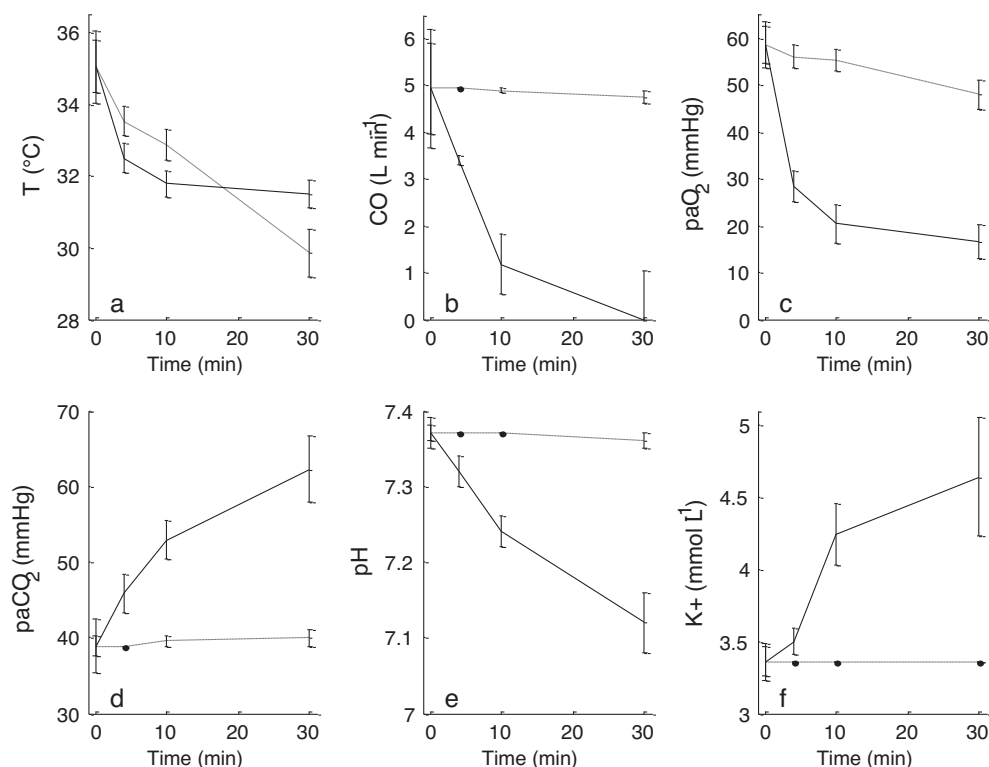 36
34
32
30
28
T (°C)
a
0 10 20 30
Time (min)
6
5
4
3
2
1
0
CO (L min-1)
b
0 10 20 30
Time (min)
60
50
40
30
20
10
0
paO2 (mmHg)
c
0 10 20 30
Time (min)
70
60
50
40
30
paCO2 (mmHg)
d
0 10 20 30
Time (min)
7.4
7.3
7.2
7.1
7
pH
e
0 10 20 30
Time (min)
5
4.5
4
3.5
3
K+ (mmol L-1)
f
0 10 20 30
Time (min)